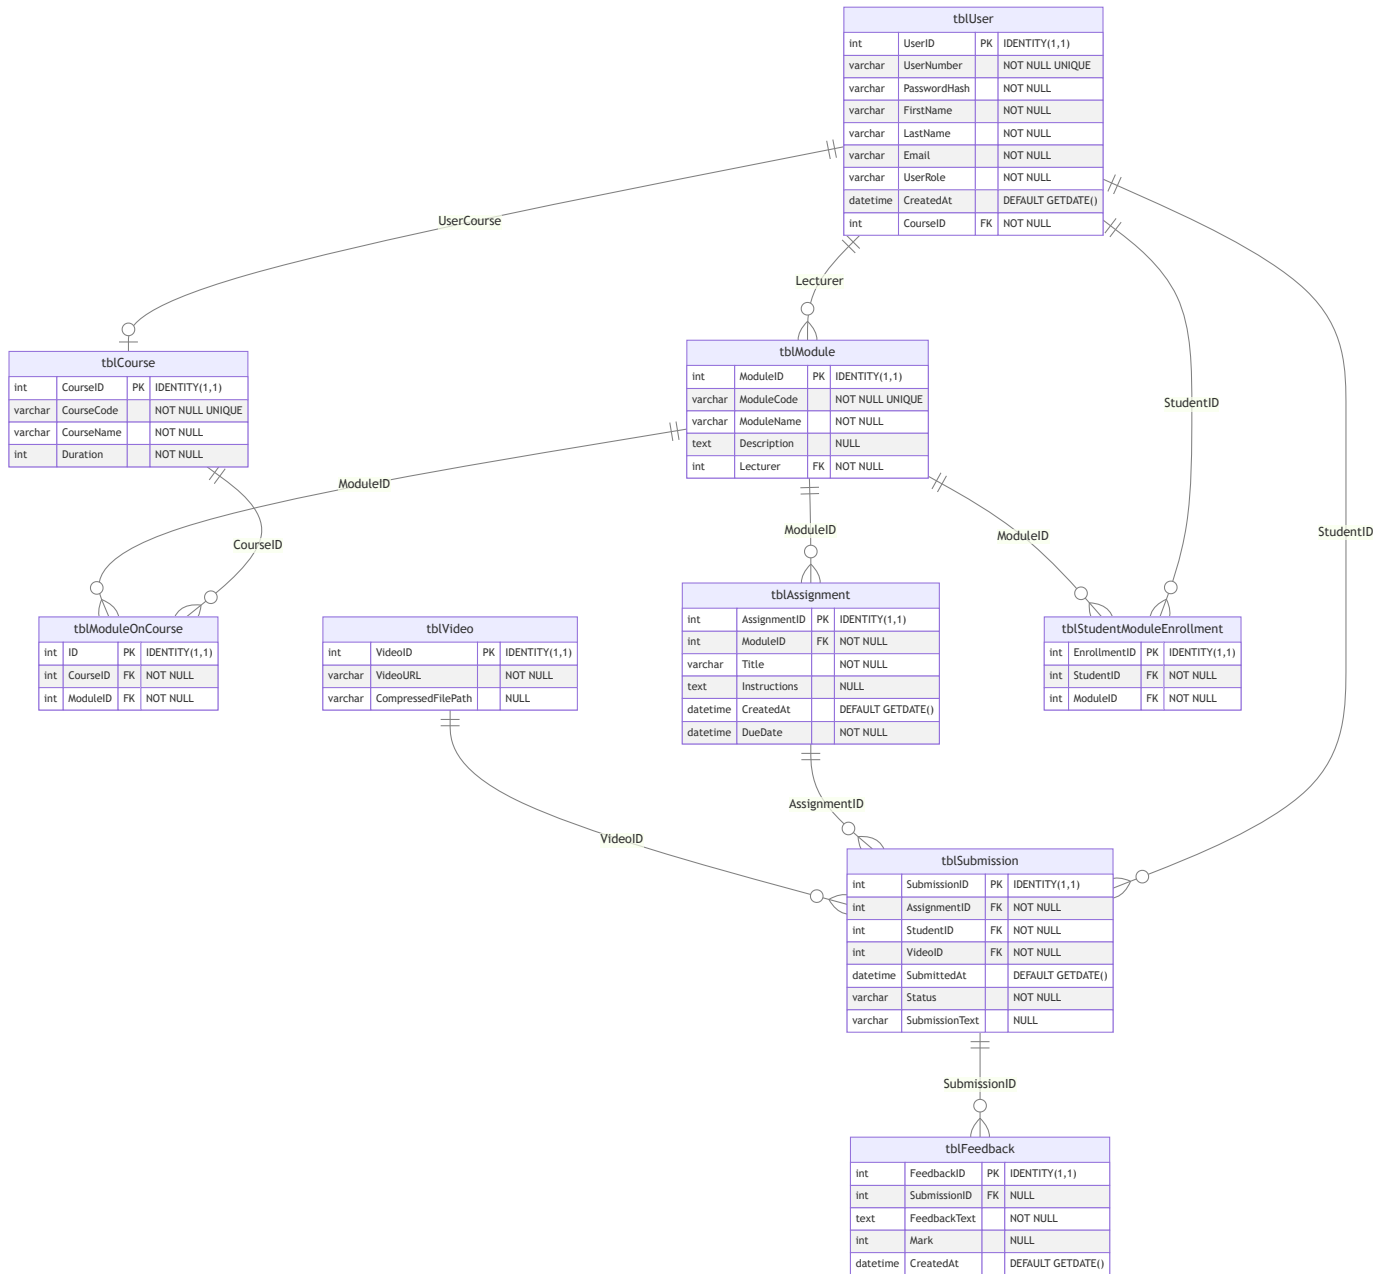 tblUser
int UserID PK IDENTITY(1,1)
varchar UserNumber NOT NULL UNIQUE
varchar PasswordHash NOT NULL
varchar FirstName NOT NULL
varchar LastName NOT NULL
varchar Email NOT NULL
varchar UserRole NOT NULL
datetime CreatedAt DEFAULT GETDATE()
int CourseID FK NOT NULL
UserCourse
Lecturer
tblCourse
int CourseID PK IDENTITY(1,1)
varchar CourseCode NOT NULL UNIQUE
varchar CourseName NOT NULL
int Duration NOT NULL
tblModule
int ModuleID PK IDENTITY(1,1)
varchar ModuleCode NOT NULL UNIQUE
varchar ModuleName NOT NULL
text Description NULL
int Lecturer FK NOT NULL
StudentID
ModuleID
CourseID
ModuleID
ModuleID
StudentID
tblModuleOnCourse
int ID PK IDENTITY(1,1)
int CourseID FK NOT NULL
int ModuleID FK NOT NULL
tblVideo
int VideoID PK IDENTITY(1,1)
varchar VideoURL NOT NULL
varchar CompressedFilePath NULL
tblAssignment
int AssignmentID PK IDENTITY(1,1)
int ModuleID FK NOT NULL
varchar Title NOT NULL
text Instructions NULL
datetime CreatedAt DEFAULT GETDATE()
datetime DueDate NOT NULL
tblStudentModuleEnrollment
int EnrollmentID PK IDENTITY(1,1)
int StudentID FK NOT NULL
int ModuleID FK NOT NULL
AssignmentID
VideoID
tblSubmission
int SubmissionID PK IDENTITY(1,1)
int AssignmentID FK NOT NULL
int StudentID FK NOT NULL
int VideoID FK NOT NULL
datetime SubmittedAt DEFAULT GETDATE()
varchar Status NOT NULL
varchar SubmissionText NULL
SubmissionID
tblFeedback
int FeedbackID PK IDENTITY(1,1)
int SubmissionID FK NULL
text FeedbackText NOT NULL
int Mark NULL
datetime CreatedAt DEFAULT GETDATE()